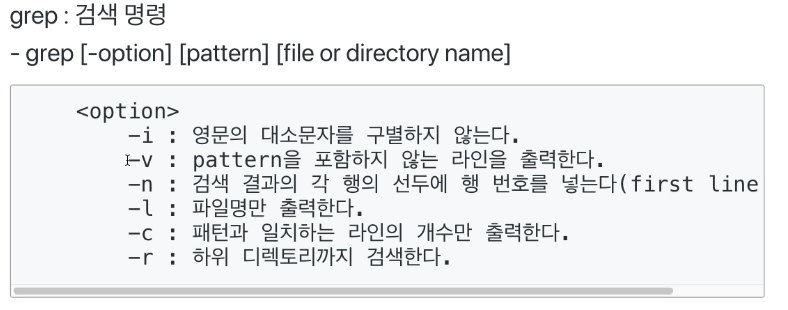 grep : 검색 명령
- grep [-option] [pattern] [file or directory name]
<option>
-i : 영문의 대소문자를 구별하지 않는다.
-v : pattern을 포함하지 않는 라인을 출력한다.
-n : 검색 결과의 각 행의 선두에 행 번호를 넣는다(first line
-l : 파일명만 출력한다.
-c : 패턴과 일치하는 라인의 개수만 출력한다.
-r : 하위 디렉토리까지 검색한다.